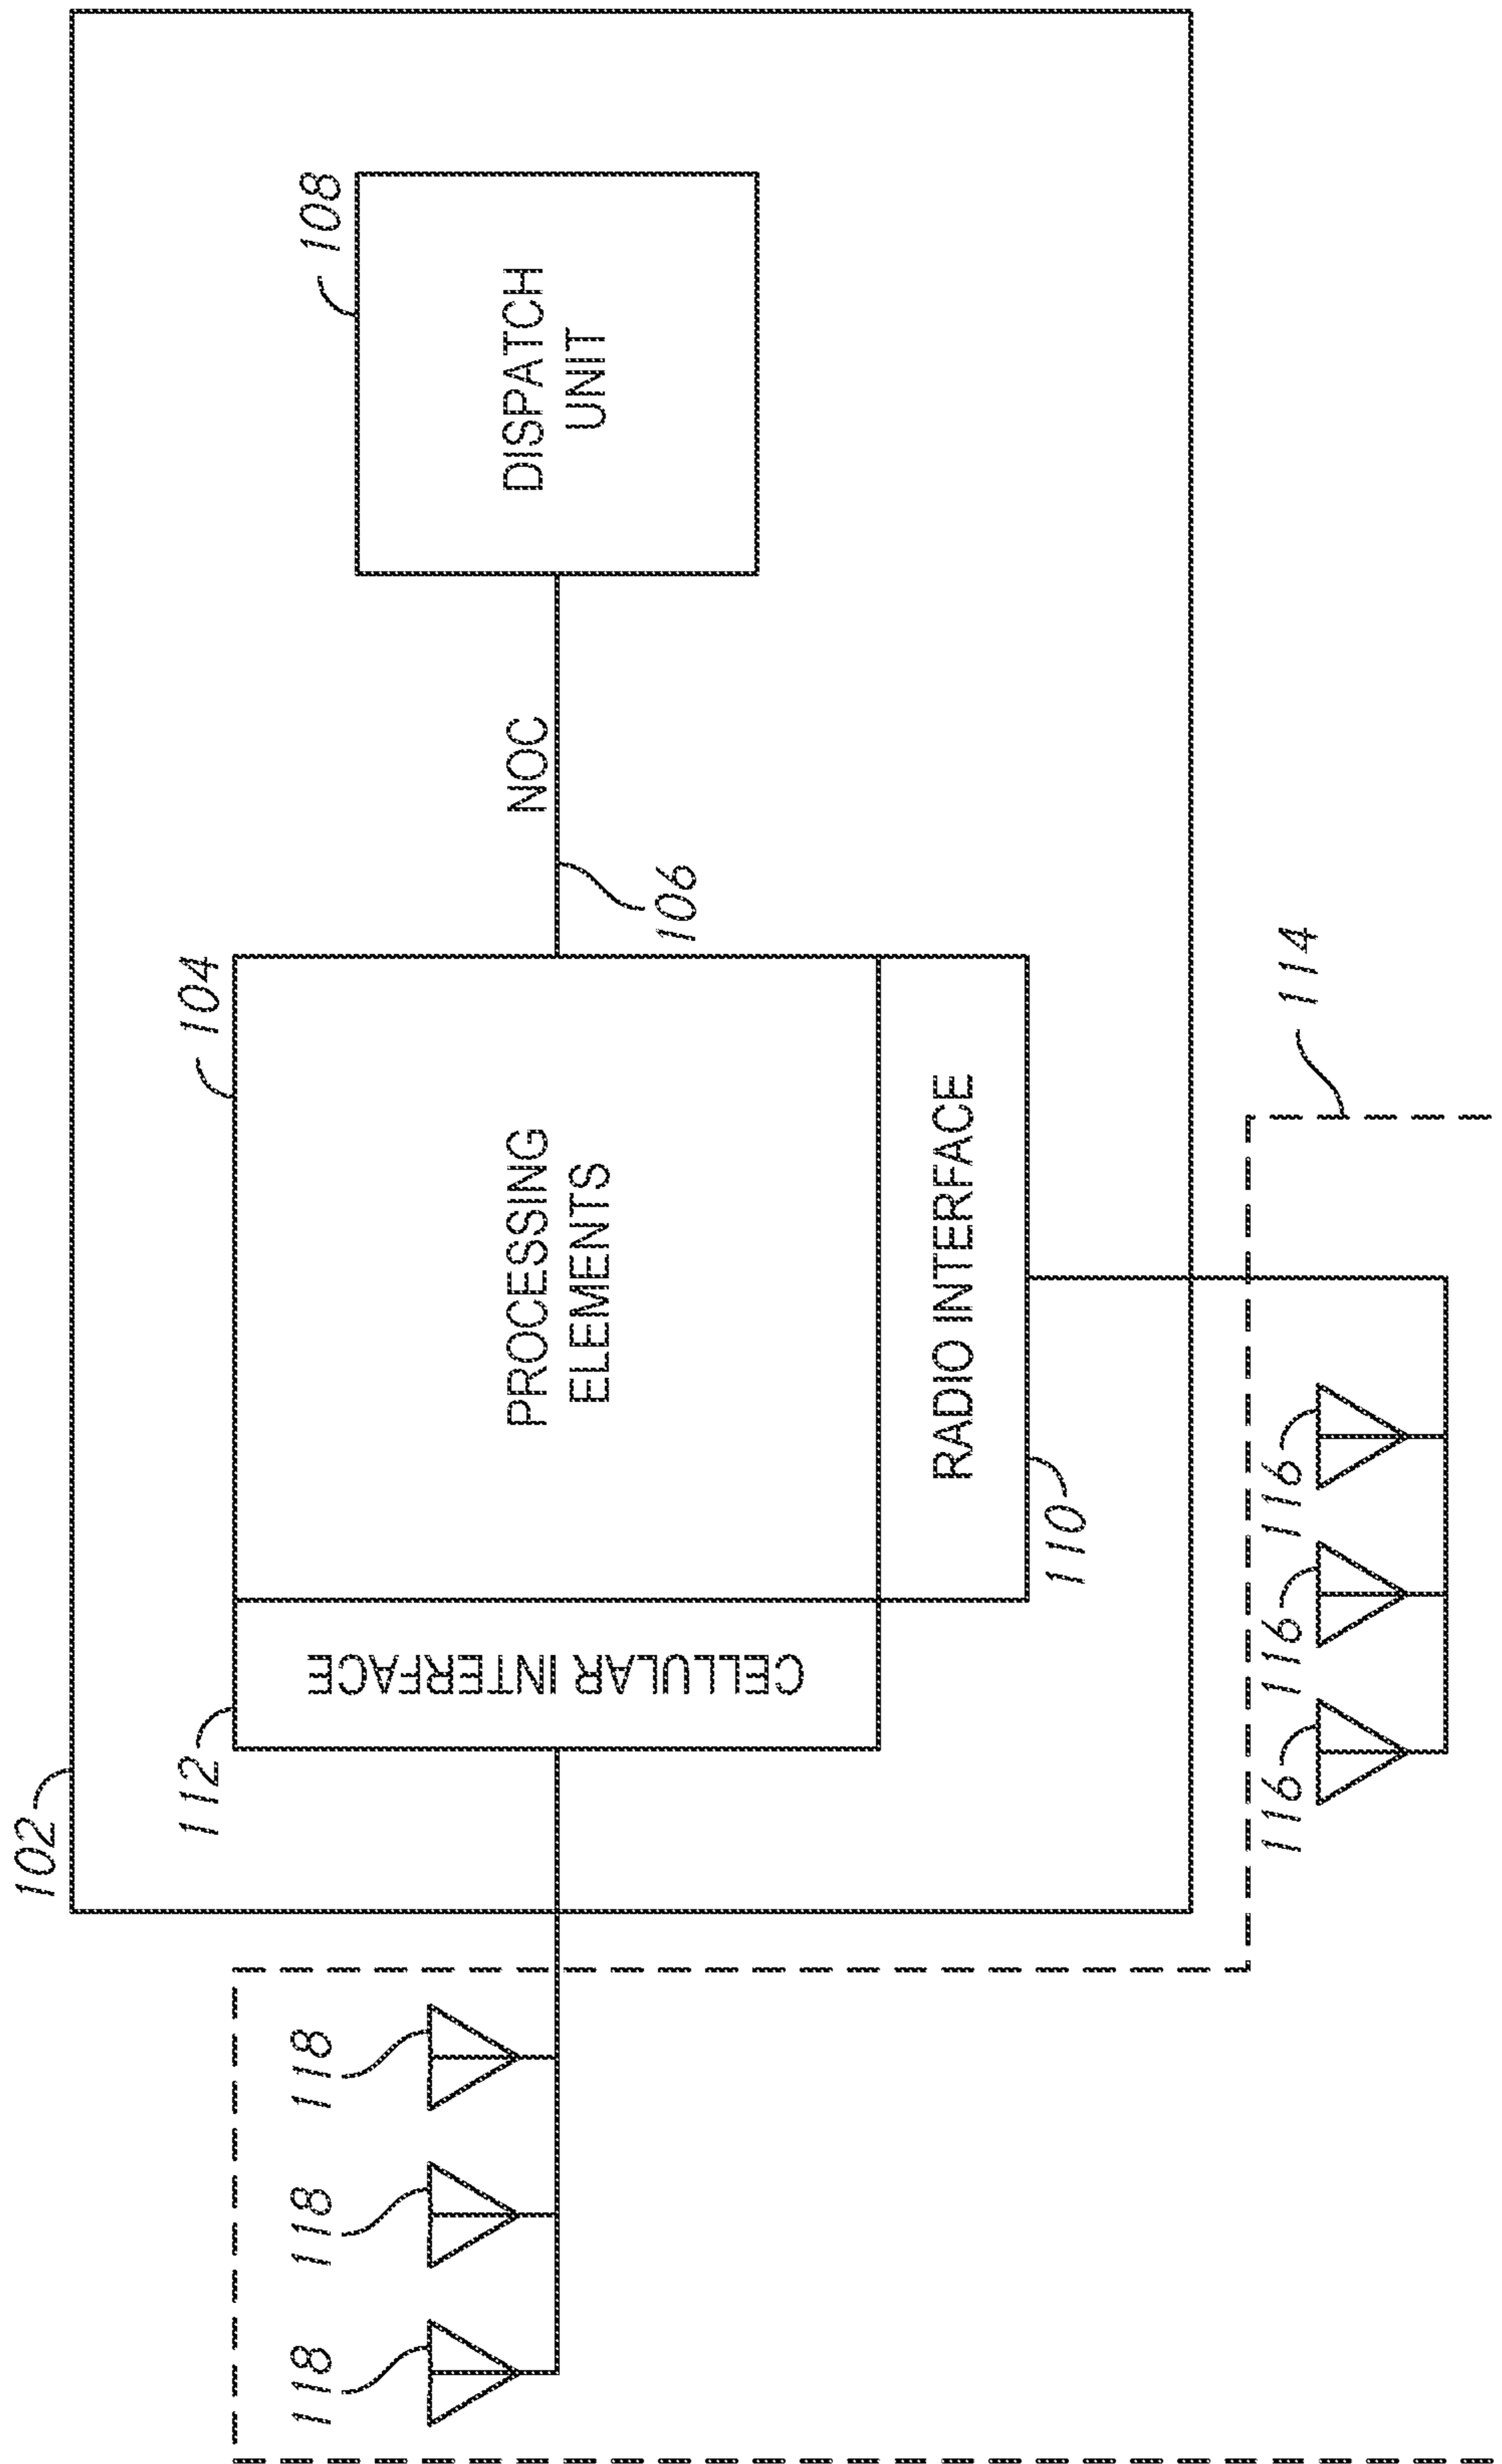 102
112
104
108
CELLULAR INTERFACE
PROCESSING
ELEMENTS
NOC
106
DISPATCH
UNIT
RADIO INTERFACE
110
118
118
118
114
116
116
116